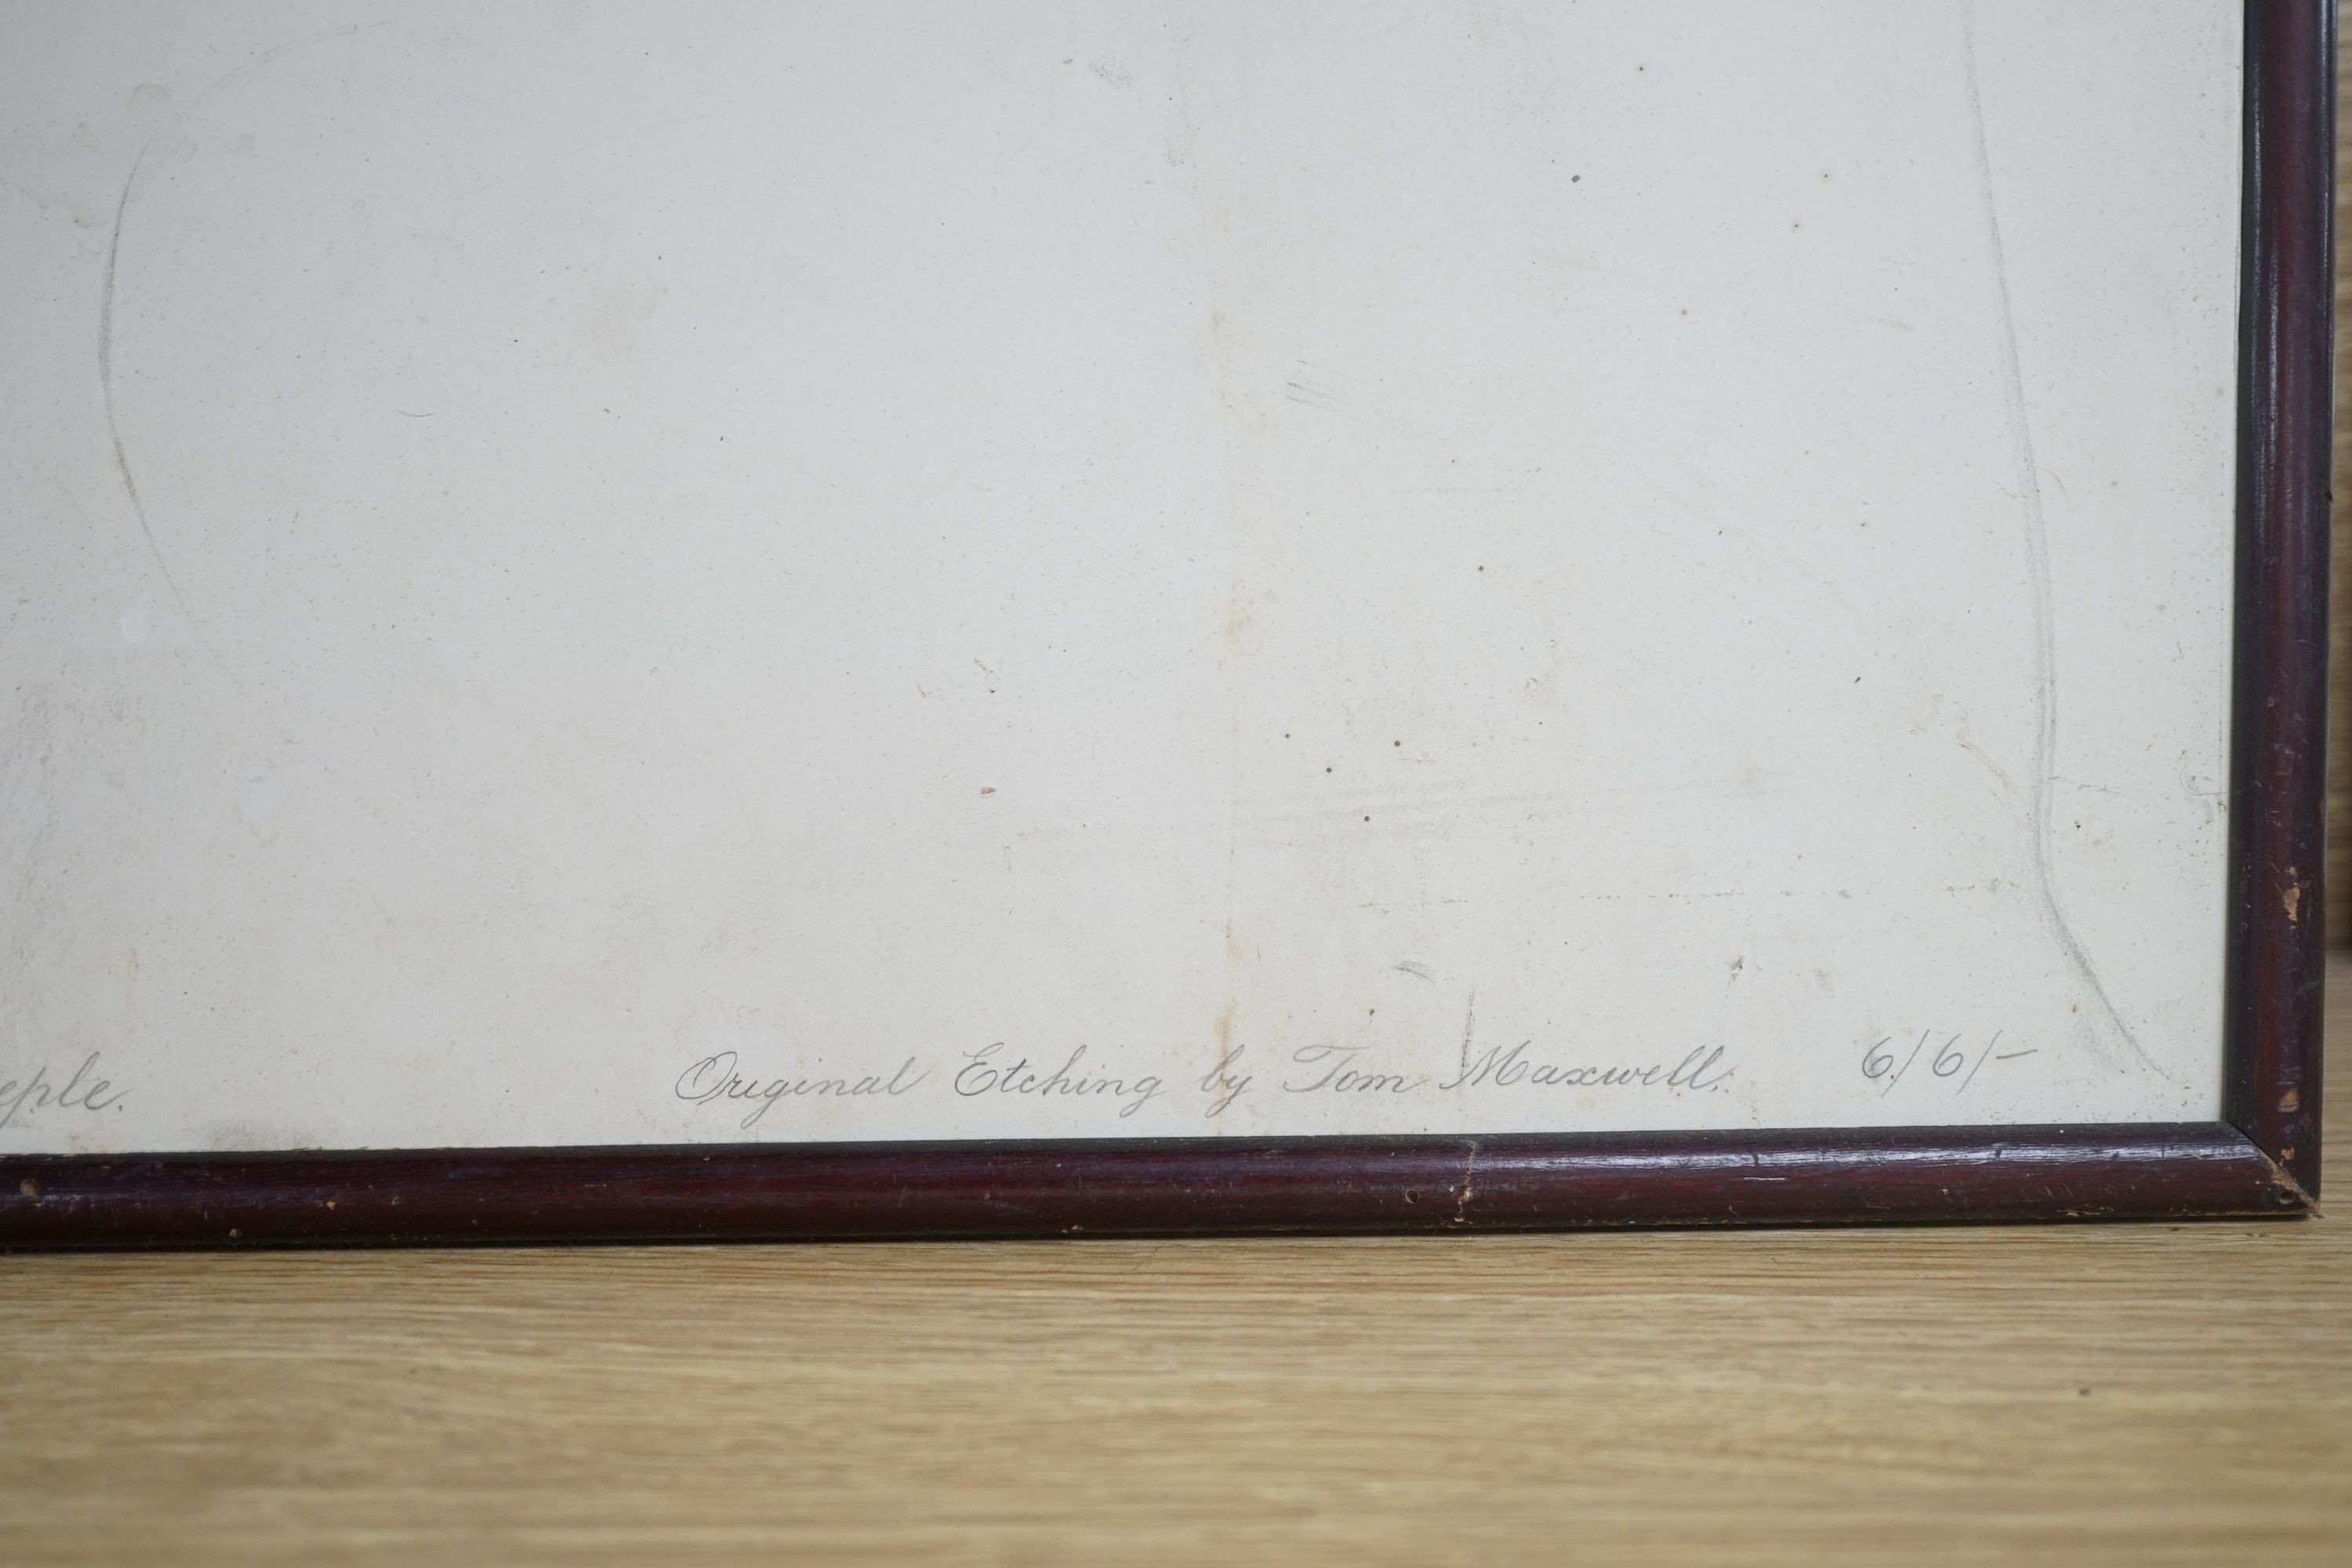 eple. Original Etching by Tom Maxwell. 6/6/-